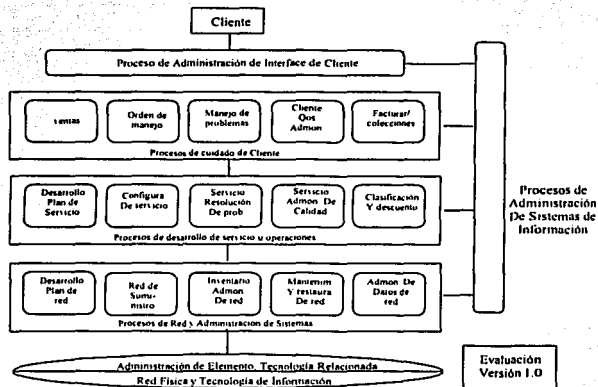 Cliente
Proceso de Administración de Interface de Cliente
ventas
Orden de
manejo
Manejo de
problemas
Cliente
Qos
Admon
Facturar/
colecciones
Procesos de cuidado de Cliente
Desarrollo
Plan de
Servicio
Configura
De servicio
Servicio
Resolución
De prob
Servicio
Admon De
Calidad
Clasificación
Y descuento
Procesos de desarrollo de servicio u operaciones
Desarrollo
Plan de
red
Red de
Sumi-
nistro
Inventario
Admon
De red
Mantenim
Y restaura
De red
Admon De
Datos de
red
Procesos de Red y Administración de Sistemas
Administración de Elemento, Tecnología Relacionada
Red Física y Tecnología de Información
Procesos de
Administración
De Sistemas de
Información
Evaluación
Versión 1.0